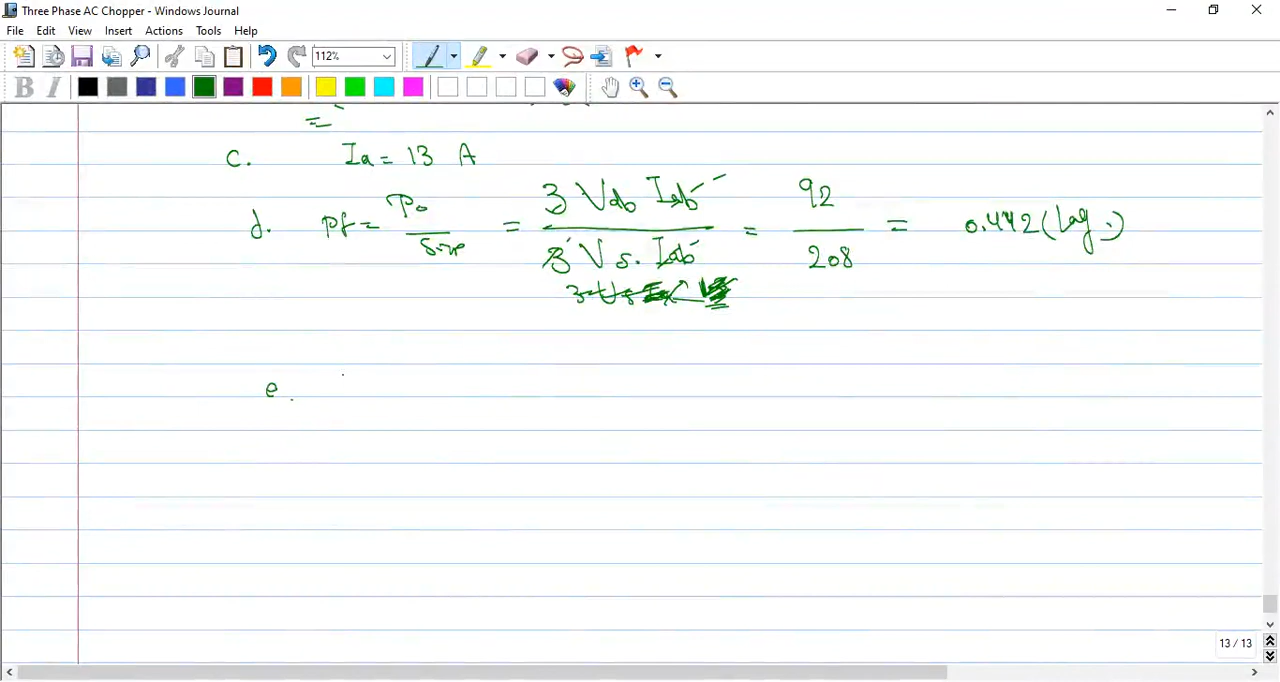 Three Phase AC Chopper - Windows Journal
File Edit View Insert Actions Tools Help
112%
B I
c. Ia = 13 A
d. Pf = Po = 3 Vab Iab = 92 = 0.442 (lag.)
3 Vs. Iab 208
e.
13 / 13